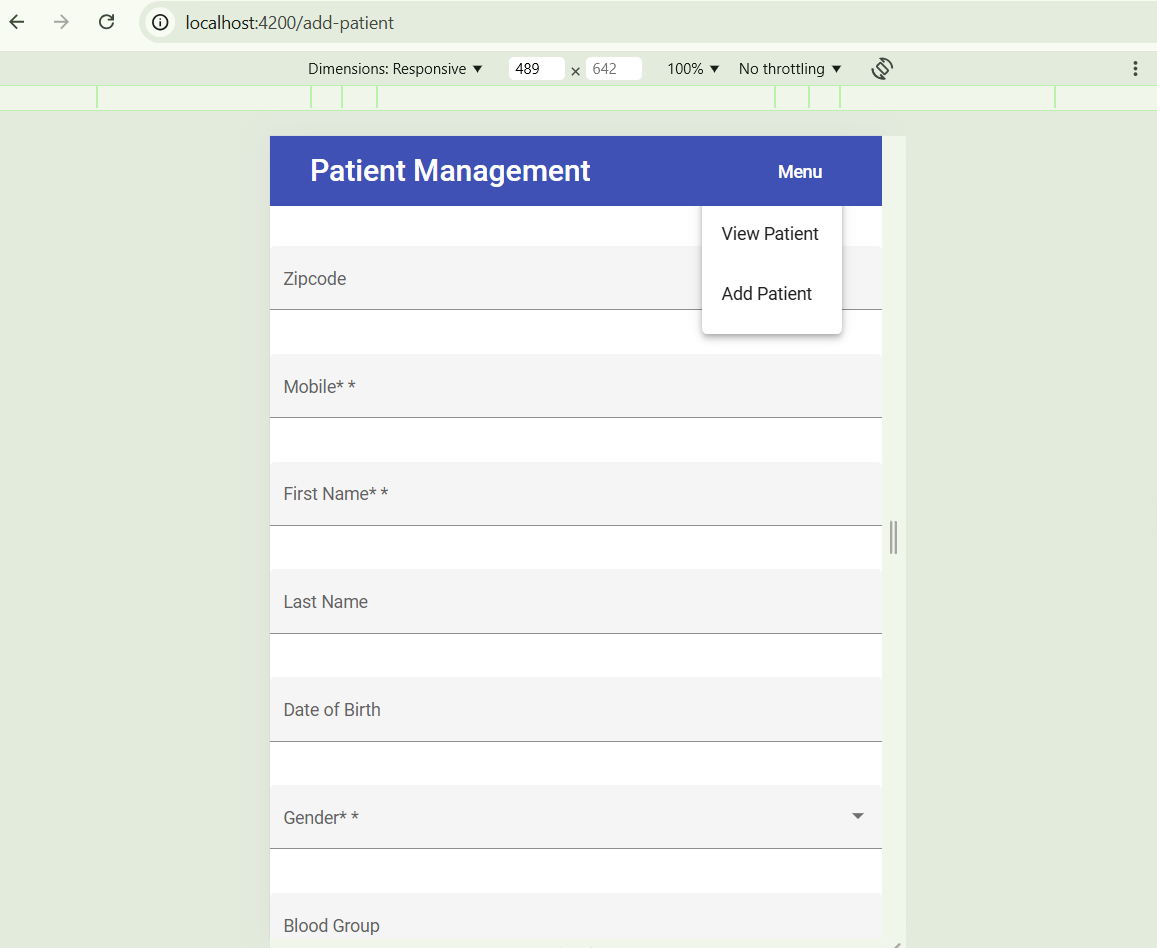 localhost:4200/add-patient
Dimensions: Responsive ▼ 489 × 642 100% ▼ No throttling ▼
Patient Management Menu
View Patient
Zipcode
Add Patient
Mobile* *
First Name* *
Last Name
Date of Birth
Gender* *
Blood Group